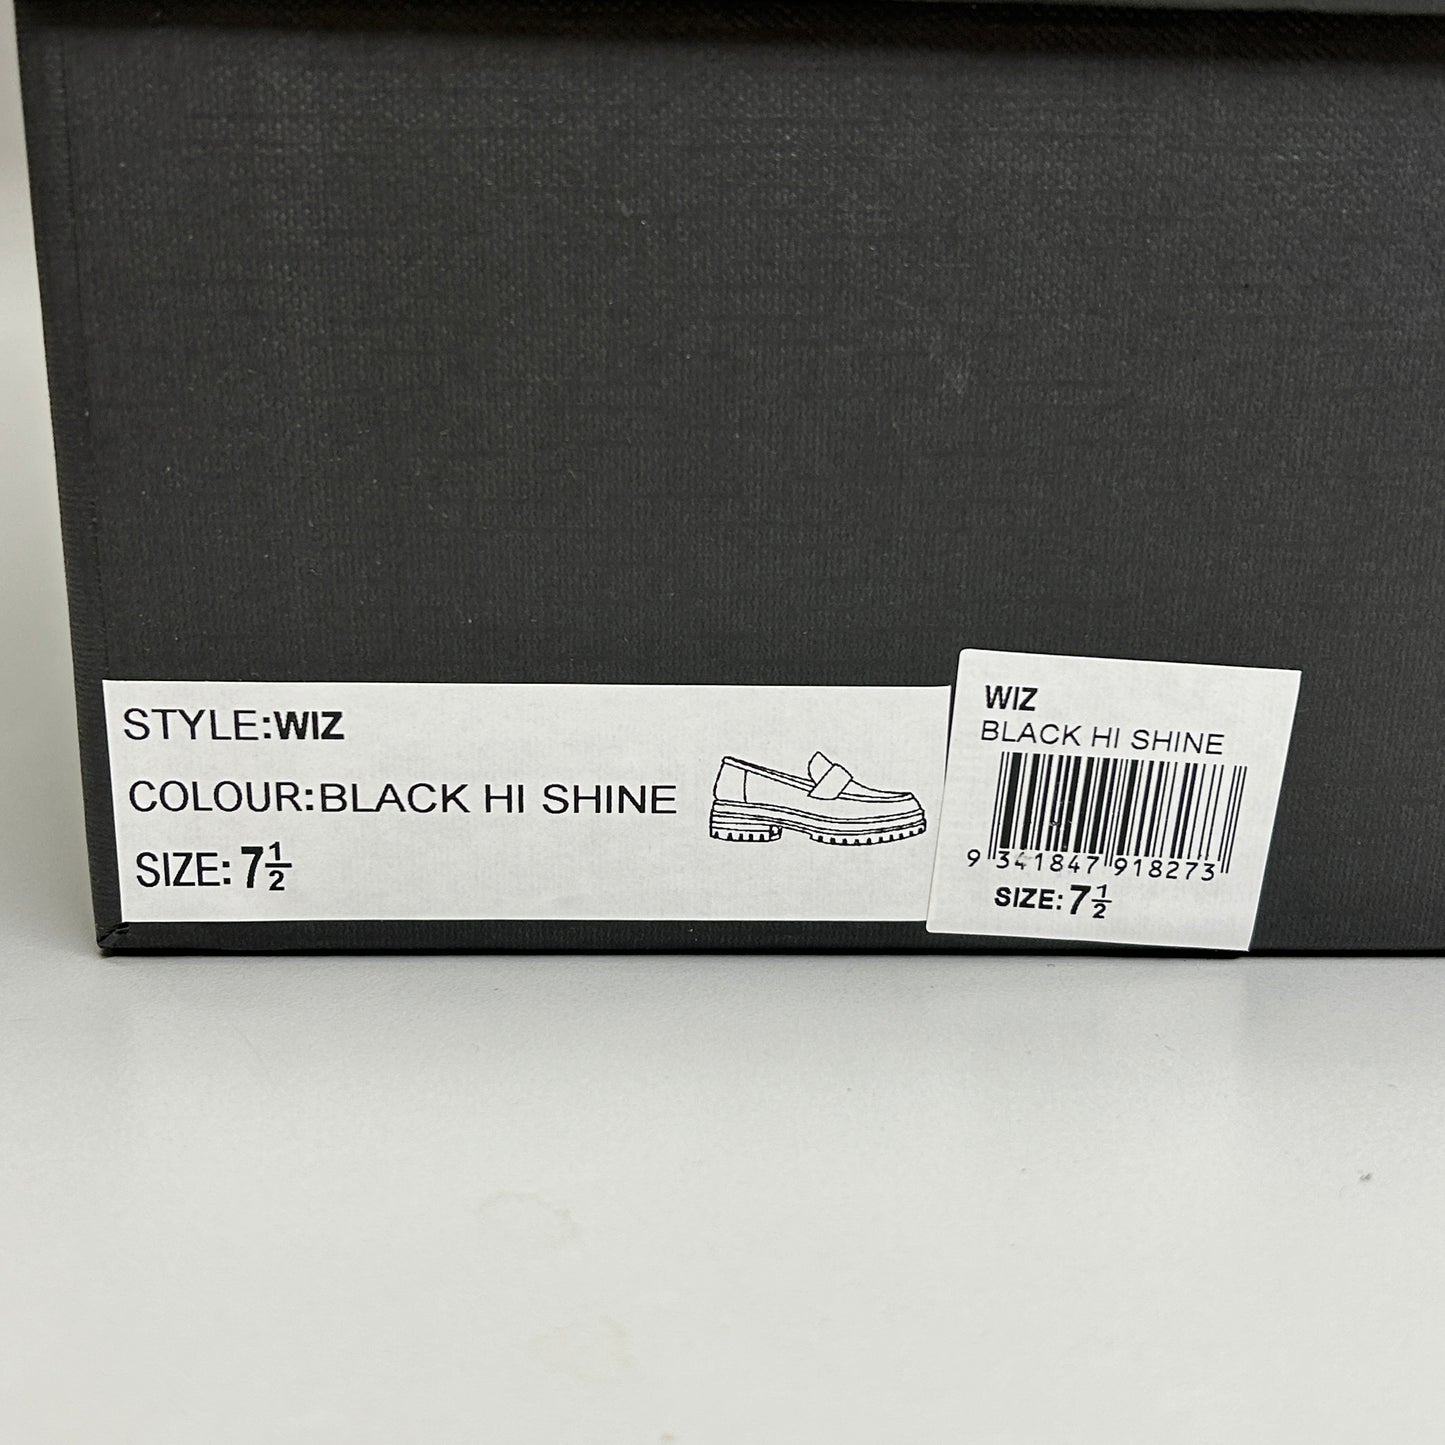 STYLE:WIZ
COLOUR:BLACK HI SHINE
SIZE: 7½
WIZ
BLACK HI SHINE
9 341847 918273
SIZE: 7½